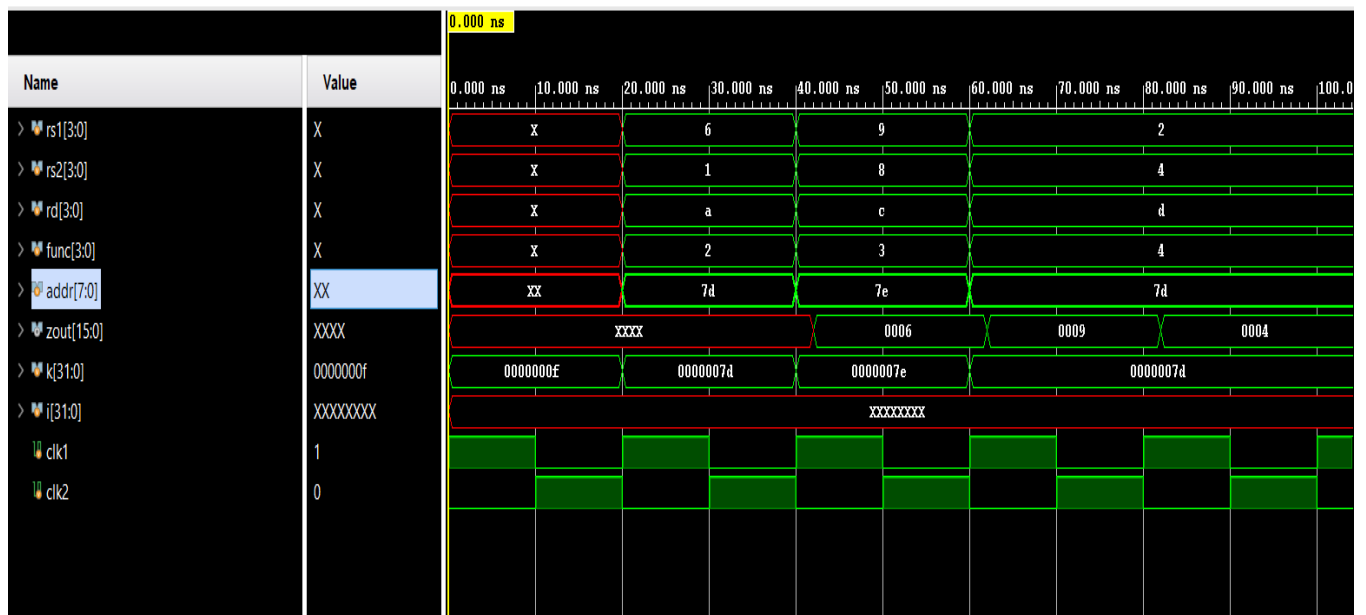 0.000 ns
Name Value 0.000 ns 10.000 ns 20.000 ns 30.000 ns 40.000 ns 50.000 ns 60.000 ns 70.000 ns 80.000 ns 90.000 ns 100.0
rs1[3:0] X X 6 9 2
rs2[3:0] X X 1 8 4
rd[3:0] X X a c d
func[3:0] X X 2 3 4
addr[7:0] XX XX 7d 7e 7d
zout[15:0] XXXX XXXX 0006 0009 0004
k[31:0] 0000000f 0000000f 0000007d 0000007e 0000007d
i[31:0] XXXXXXXX XXXXXXXX
clk1 1
clk2 0